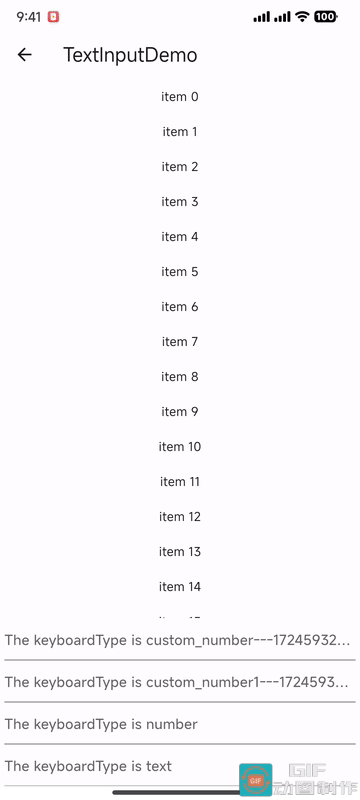 9:41
100
TextInputDemo
item 0
item 1
item 2
item 3
item 4
item 5
item 6
item 7
item 8
item 9
item 10
item 11
item 12
item 13
item 14
The keyboardType is custom_number---17245932...
The keyboardType is custom_number1---1724593...
The keyboardType is number
The keyboardType is text
GIF
GIF
动图制作